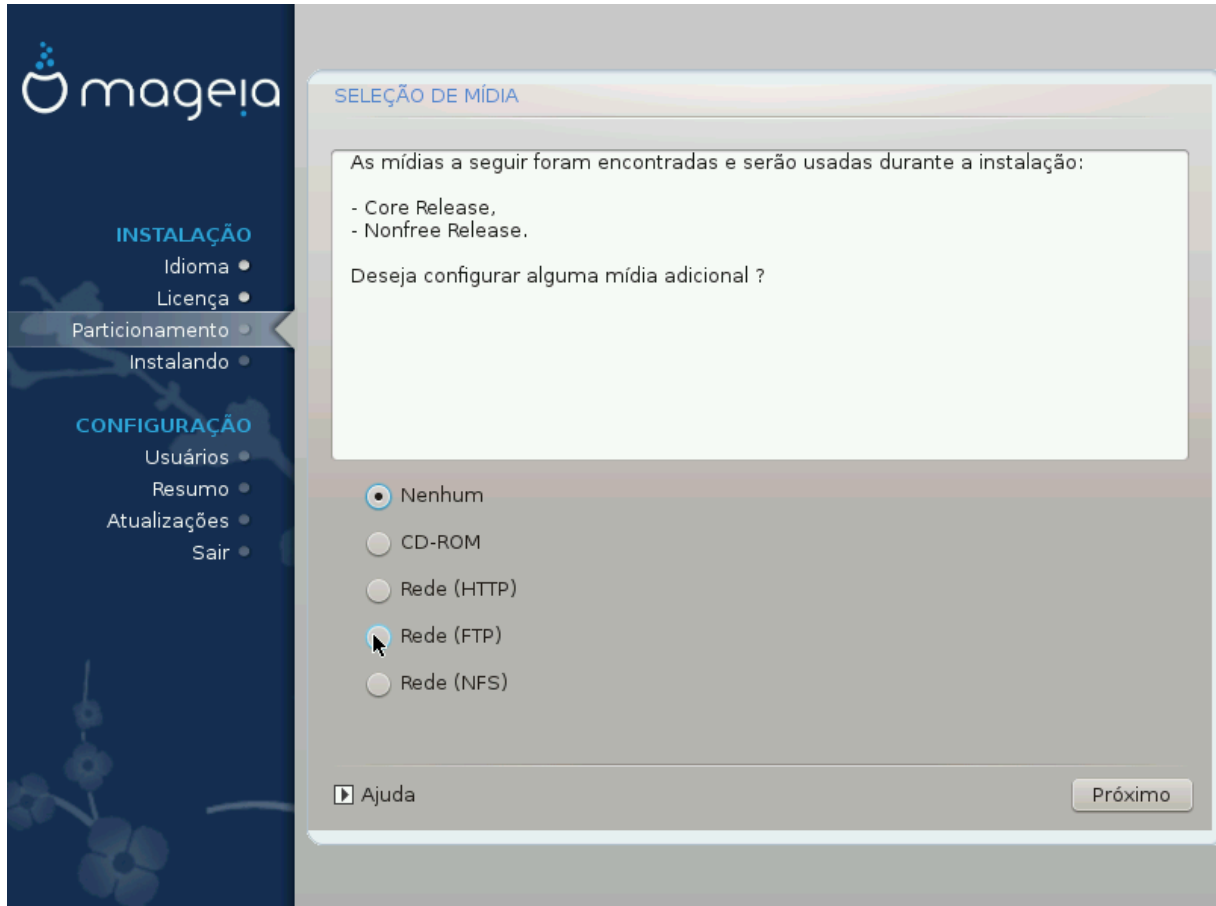 mageia
INSTALAÇÃO
Idioma
Licença
Particionamento
Instalando
CONFIGURAÇÃO
Usuários
Resumo
Atualizações
Sair
SELEÇÃO DE MÍDIA
As mídias a seguir foram encontradas e serão usadas durante a instalação:
- Core Release,
- Nonfree Release.
Deseja configurar alguma mídia adicional ?
Nenhum
CD-ROM
Rede (HTTP)
Rede (FTP)
Rede (NFS)
Ajuda
Próximo